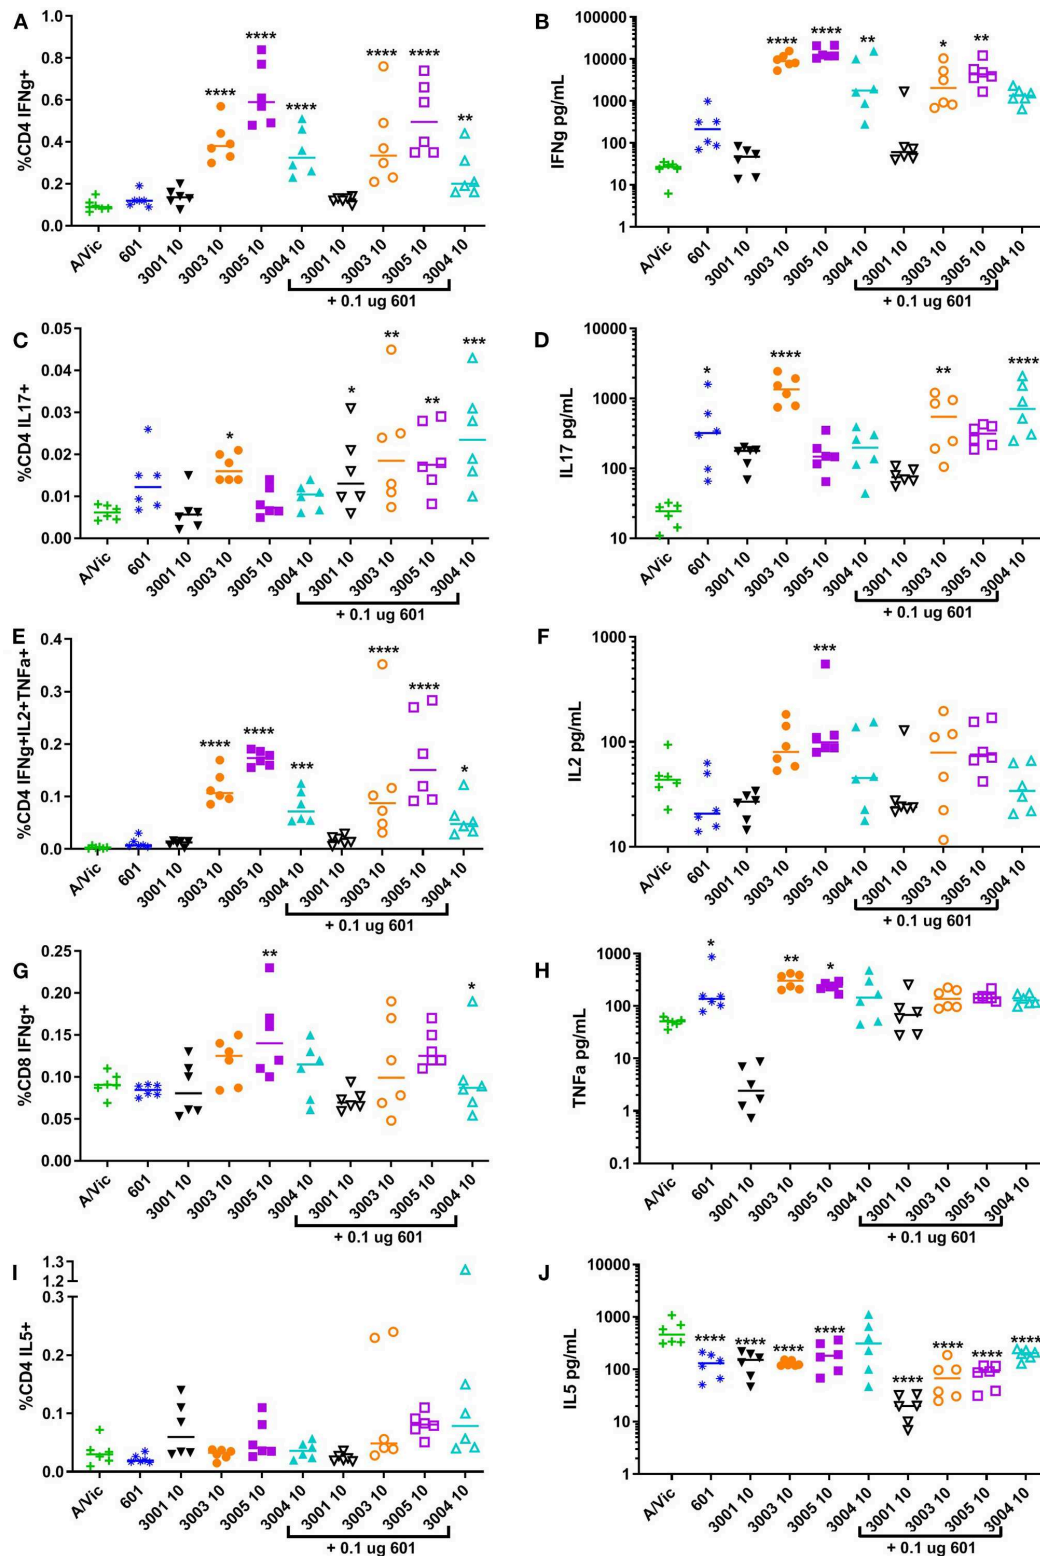 A
%CD4 IFNg+
1.0
0.8
0.6
0.4
0.2
0.0
**** **** **** **** **** **
A/Vic 601 3001 10 3003 10 3005 10 3004 10 3001 10 3003 10 3005 10 3004 10
+ 0.1 ug 601
B
IFNg pg/mL
100000
10000
1000
100
10
1
**** **** ** * **
A/Vic 601 3001 10 3003 10 3005 10 3004 10 3001 10 3003 10 3005 10 3004 10
+ 0.1 ug 601
C
%CD4 IL17+
0.05
0.04
0.03
0.02
0.01
0.00
* * ** ** ***
A/Vic 601 3001 10 3003 10 3005 10 3004 10 3001 10 3003 10 3005 10 3004 10
+ 0.1 ug 601
D
IL17 pg/mL
10000
1000
100
10
* **** ** ****
A/Vic 601 3001 10 3003 10 3005 10 3004 10 3001 10 3003 10 3005 10 3004 10
+ 0.1 ug 601
E
%CD4 IFNg+IL2+TNFa+
0.4
0.3
0.2
0.1
0.0
**** **** *** **** **** *
A/Vic 601 3001 10 3003 10 3005 10 3004 10 3001 10 3003 10 3005 10 3004 10
+ 0.1 ug 601
F
IL2 pg/mL
1000
100
10
***
A/Vic 601 3001 10 3003 10 3005 10 3004 10 3001 10 3003 10 3005 10 3004 10
+ 0.1 ug 601
G
%CD8 IFNg+
0.25
0.20
0.15
0.10
0.05
0.00
** *
A/Vic 601 3001 10 3003 10 3005 10 3004 10 3001 10 3003 10 3005 10 3004 10
+ 0.1 ug 601
H
TNFa pg/mL
1000
100
10
1
0.1
* ** *
A/Vic 601 3001 10 3003 10 3005 10 3004 10 3001 10 3003 10 3005 10 3004 10
+ 0.1 ug 601
I
%CD4 IL5+
1.3
1.2
0.3
0.2
0.1
0.0
A/Vic 601 3001 10 3003 10 3005 10 3004 10 3001 10 3003 10 3005 10 3004 10
+ 0.1 ug 601
J
IL5 pg/mL
10000
1000
100
10
1
**** **** **** **** **** **** **** ****
A/Vic 601 3001 10 3003 10 3005 10 3004 10 3001 10 3003 10 3005 10 3004 10
+ 0.1 ug 601